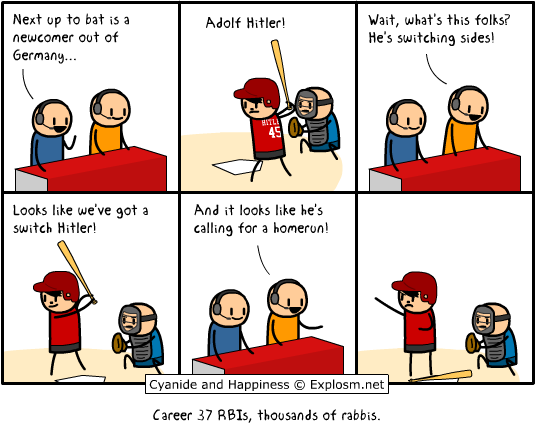 Next up to bat is a
newcomer out of
Germany...
Adolf Hitler!
HITLE
45
Wait, what's this folks?
He's switching sides!
Looks like we've got a
switch Hitler!
And it looks like he's
calling for a homerun!
Cyanide and Happiness © Explosm.net
Career 37 RBIs, thousands of rabbis.